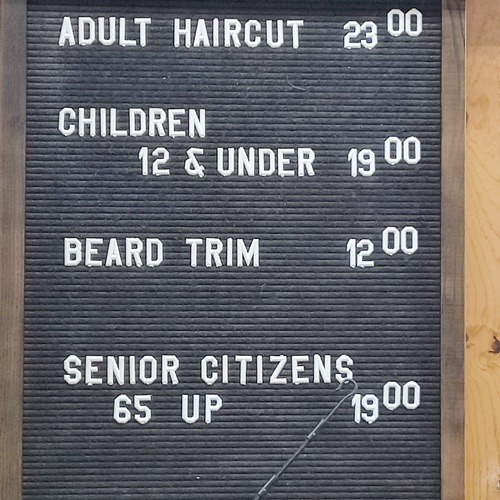 ADULT HAIRCUT 23 00
CHILDREN
12 & UNDER 19 00
BEARD TRIM 12 00
SENIOR CITIZENS
65 UP 19 00